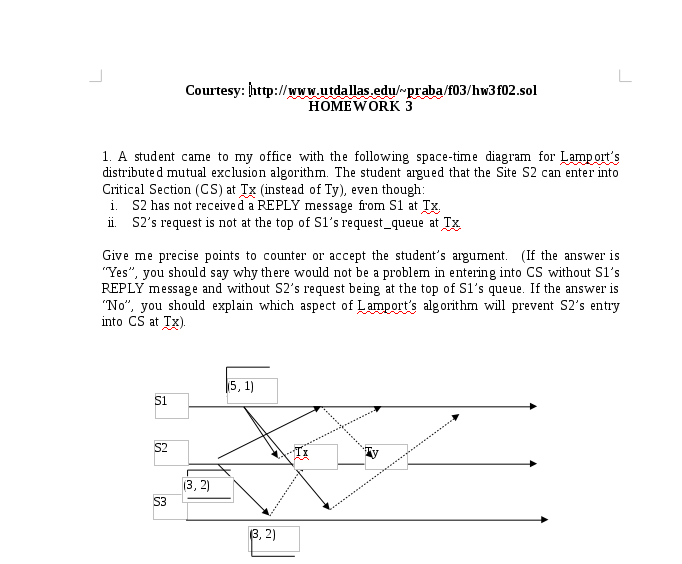 Courtesy: http://www.utdallas.edu/~praba/f03/hw3f02.sol
HOMEWORK 3
1. A student came to my office with the following space-time diagram for Lamport's
distributed mutual exclusion algorithm. The student argued that the Site S2 can enter into
Critical Section (CS) at Tx (instead of Ty), even though:
i. S2 has not received a REPLY message from S1 at Tx.
ii. S2's request is not at the top of S1's request_queue at Tx.
Give me precise points to counter or accept the student's argument. (If the answer is
"Yes", you should say why there would not be a problem in entering into CS without S1's
REPLY message and without S2's request being at the top of S1's queue. If the answer is
"No", you should explain which aspect of Lamport's algorithm will prevent S2's entry
into CS at Tx).
(5, 1)
S1
S2
Tx
Ty
(3, 2)
S3
(3, 2)